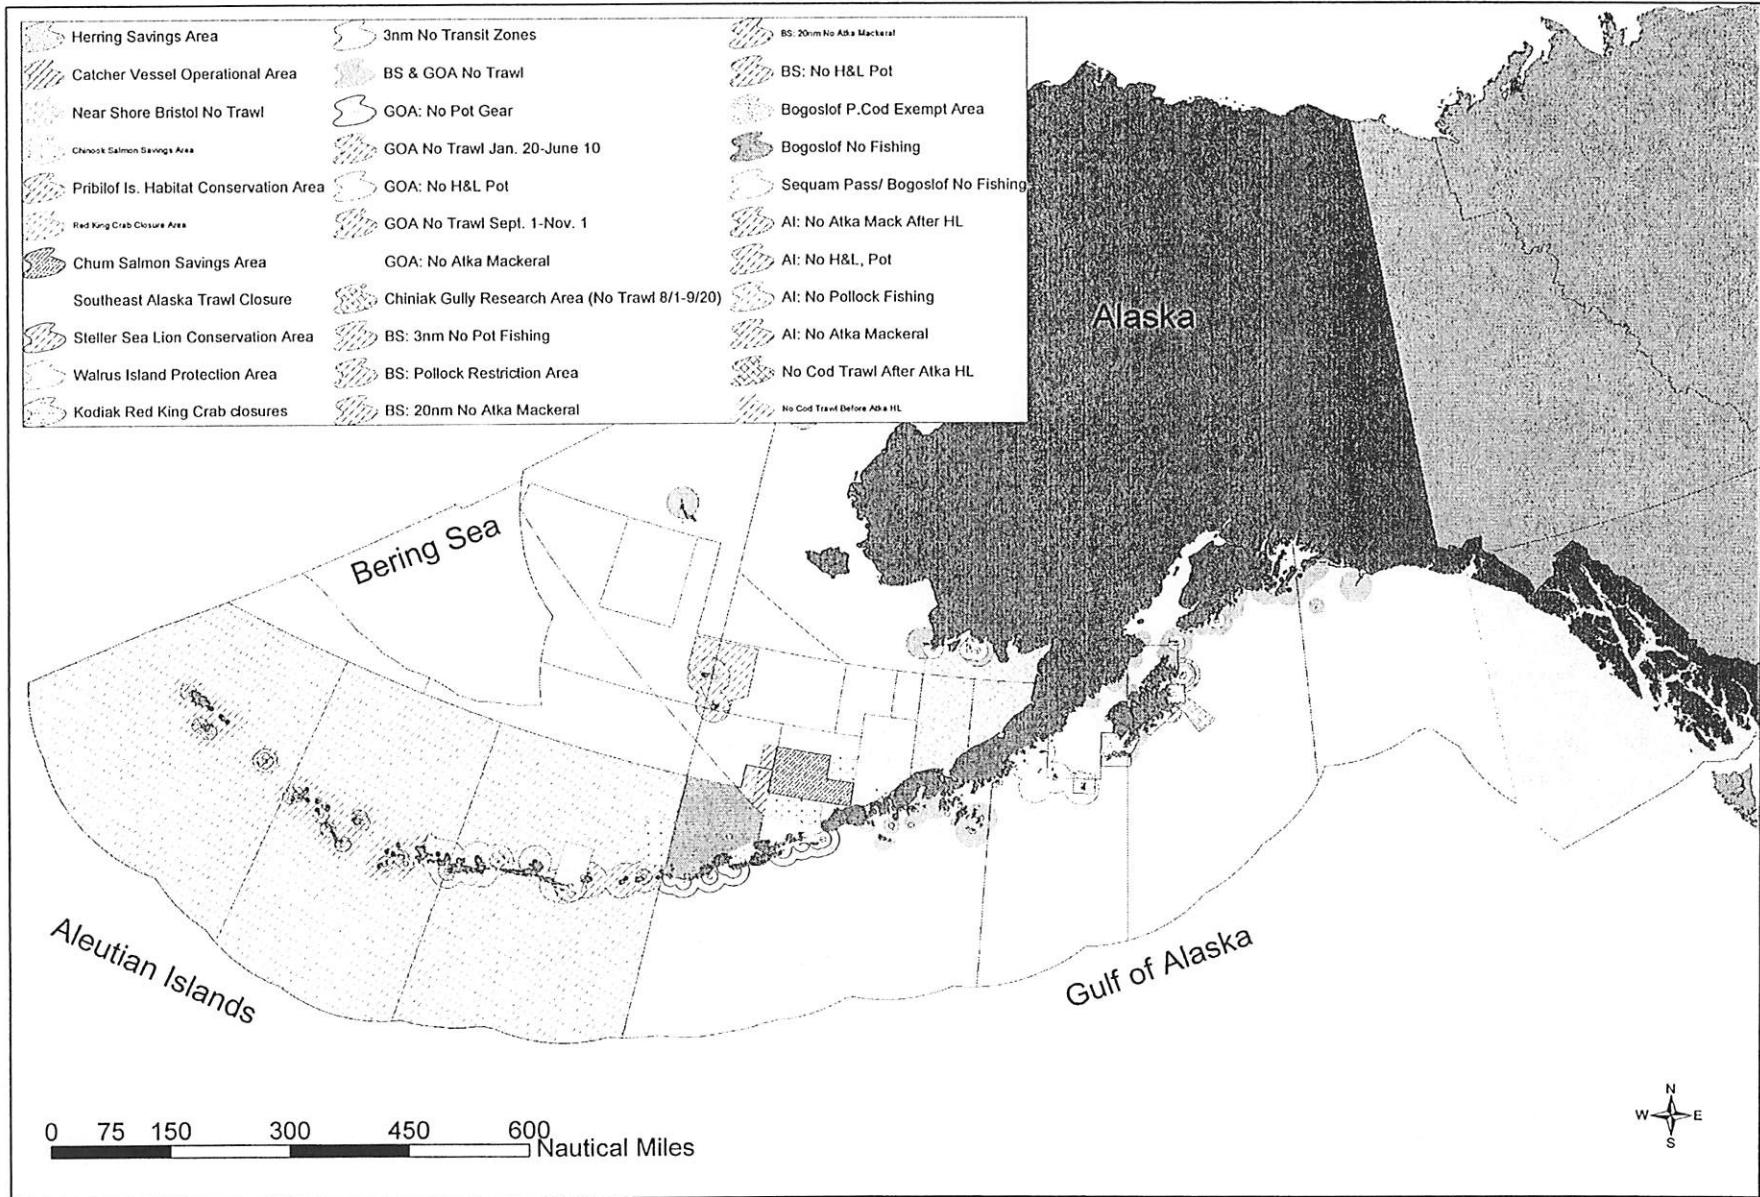 Herring Savings Area
Catcher Vessel Operational Area
Near Shore Bristol No Trawl
Chinook Salmon Savings Area
Pribilof Is. Habitat Conservation Area
Red King Crab Closure Area
Chum Salmon Savings Area
Southeast Alaska Trawl Closure
Steller Sea Lion Conservation Area
Walrus Island Protection Area
Kodiak Red King Crab closures
3nm No Transit Zones
BS & GOA No Trawl
GOA: No Pot Gear
GOA No Trawl Jan. 20-June 10
GOA: No H&L Pot
GOA No Trawl Sept. 1-Nov. 1
GOA: No Atka Mackeral
Chiniak Gully Research Area (No Trawl 8/1-9/20)
BS: 3nm No Pot Fishing
BS: Pollock Restriction Area
BS: 20nm No Atka Mackeral
BS: 20nm No Atka Mackeral
BS: No H&L Pot
Bogoslof P.Cod Exempt Area
Bogoslof No Fishing
Sequam Pass/ Bogoslof No Fishing
AI: No Atka Mack After HL
AI: No H&L, Pot
AI: No Pollock Fishing
AI: No Atka Mackeral
No Cod Trawl After Atka HL
No Cod Trawl Before Atka HL
Alaska
Bering Sea
Aleutian Islands
Gulf of Alaska
0 75 150 300 450 600
Nautical Miles
N
W E
S